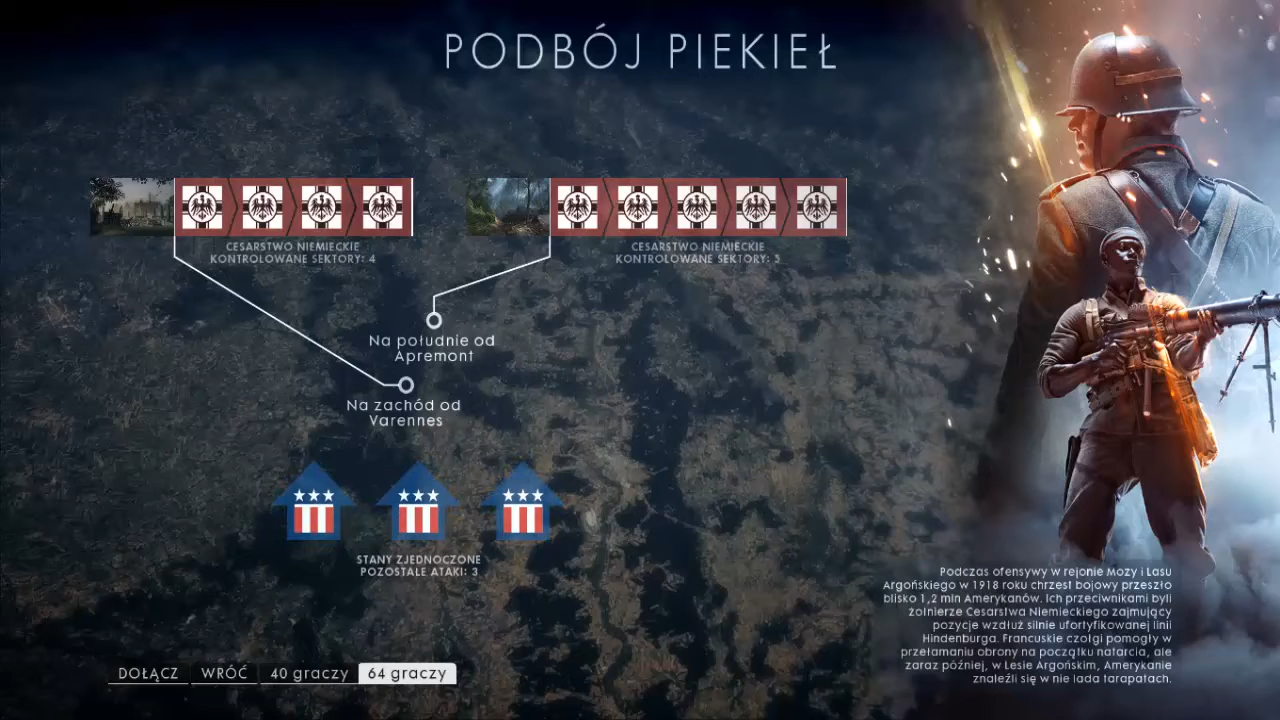 PODBÓJ PIEKIEŁ
CESARSTWO NIEMIECKIE
KONTROLOWANE SEKTORY: 4
CESARSTWO NIEMIECKIE
KONTROLOWANE SEKTORY: 5
Na południe od
Apremont
Na zachód od
Varennes
STANY ZJEDNOCZONE
POZOSTAŁE ATAKI: 3
Podczas ofensywy w rejonie Mozy i Lasu
Argońskiego w 1918 roku chrzest bojowy przeszło
blisko 1,2 mln Amerykanów. Ich przeciwnikami byli
żołnierze Cesarstwa Niemieckiego zajmujący
pozycje wzdłuż silnie ufortyfikowanej linii
Hindenburga. Francuskie czołgi pomogły w
przełamaniu obrony na początku natarcia, ale
zaraz później, w Lesie Argońskim, Amerykanie
znaleźli się w nie lada tarapatach.
DOŁĄCZ WRÓĆ 40 graczy 64 graczy